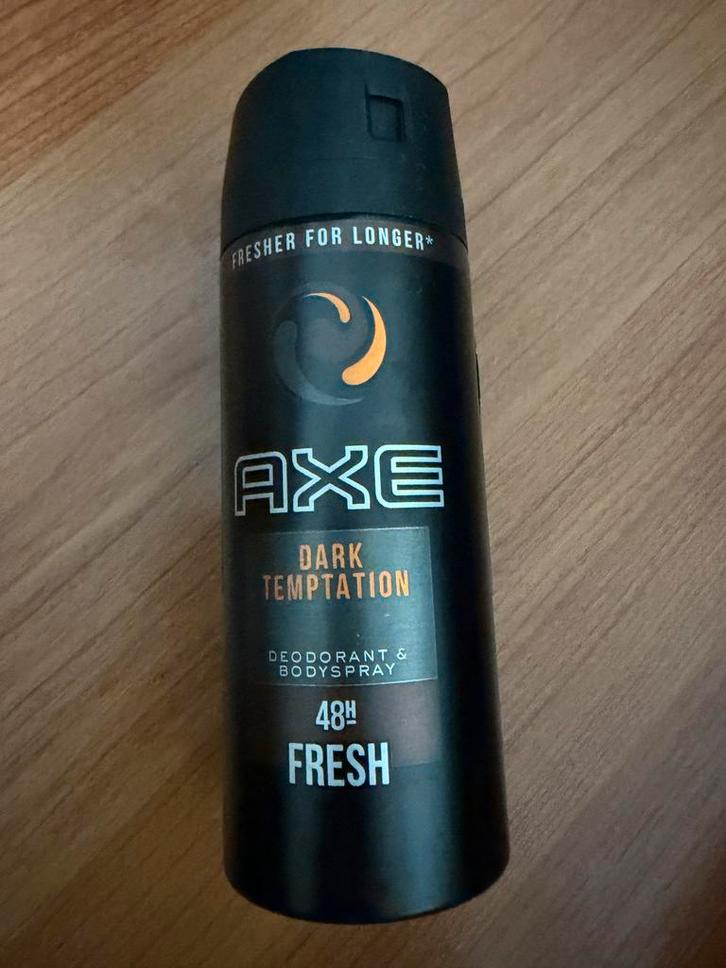 FRESHER FOR LONGER*
AXE
DARK
TEMPTATION
DEODORANT &
BODYSPRAY
48H
FRESH